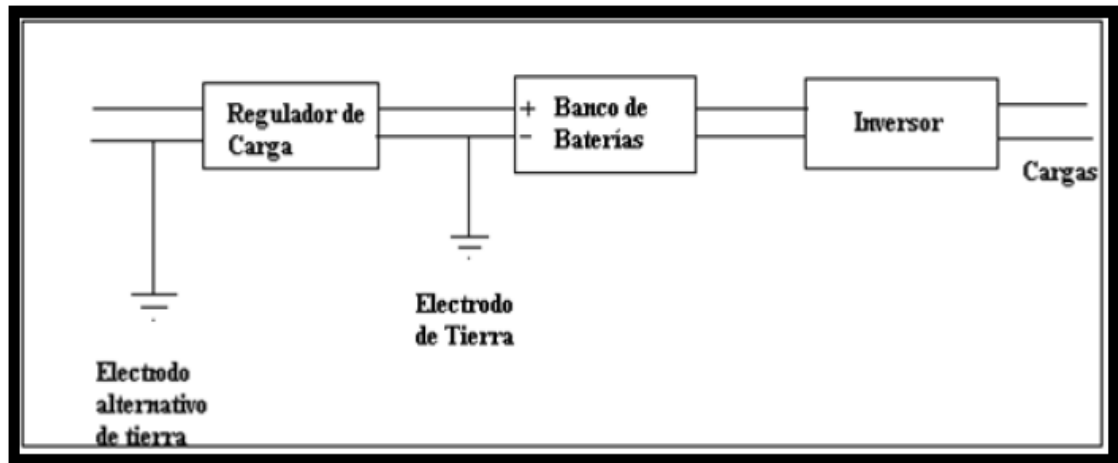 Regulador de
Carga
+ Banco de
− Baterías
Inversor
Cargas
Electrodo
de Tierra
Electrodo
alternativo
de tierra